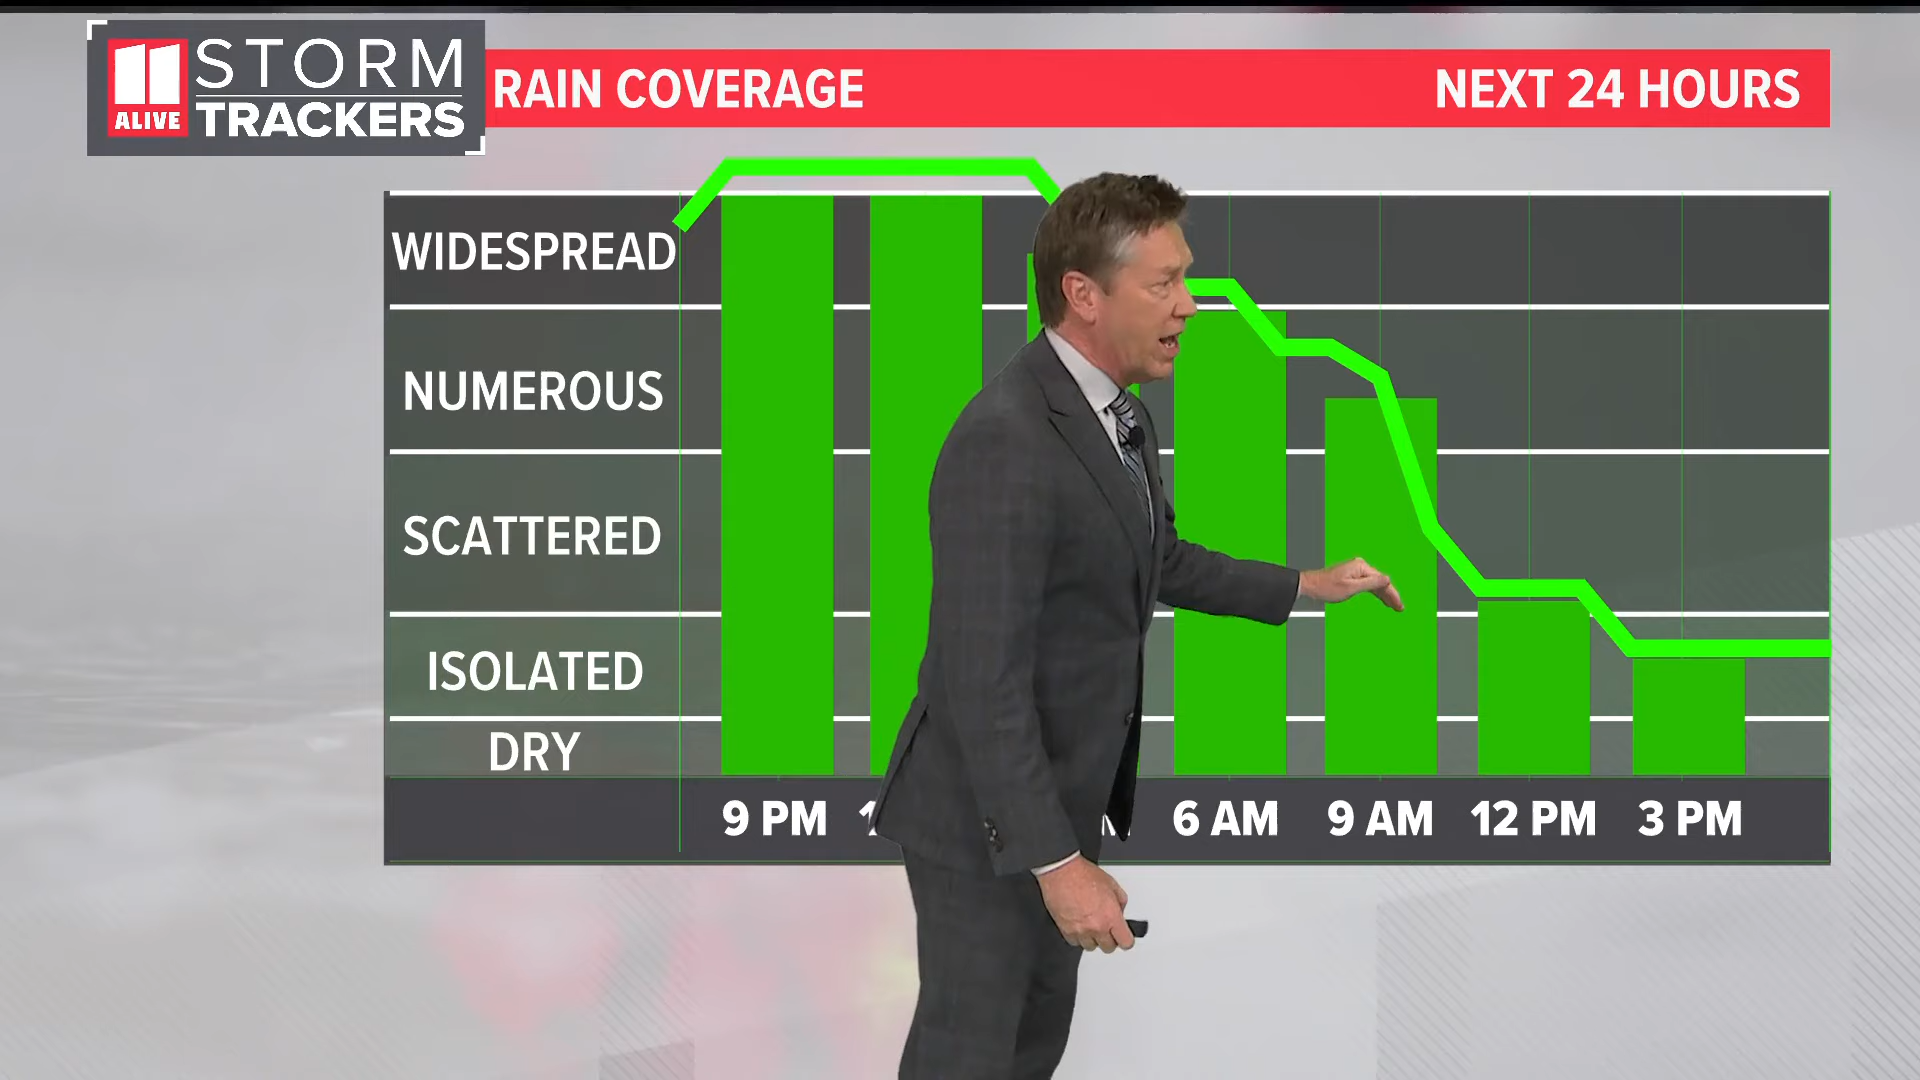 11 ALIVE
STORM
TRACKERS
RAIN COVERAGE
NEXT 24 HOURS
WIDESPREAD
NUMEROUS
SCATTERED
ISOLATED
DRY
9 PM 6 AM 9 AM 12 PM 3 PM